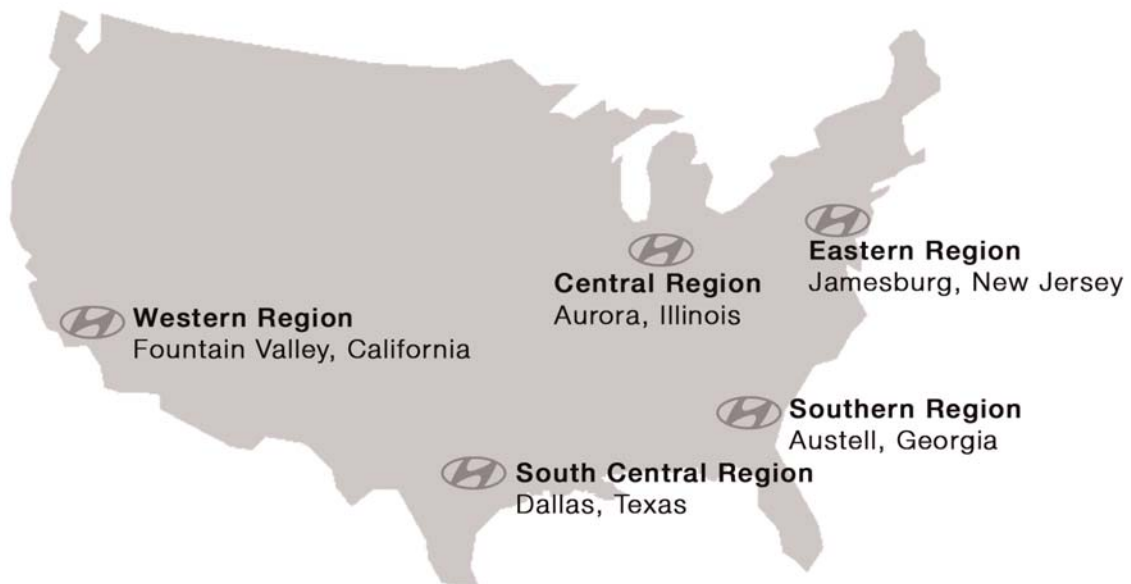 Eastern Region
Jamesburg, New Jersey
Central Region
Aurora, Illinois
Western Region
Fountain Valley, California
Southern Region
Austell, Georgia
South Central Region
Dallas, Texas